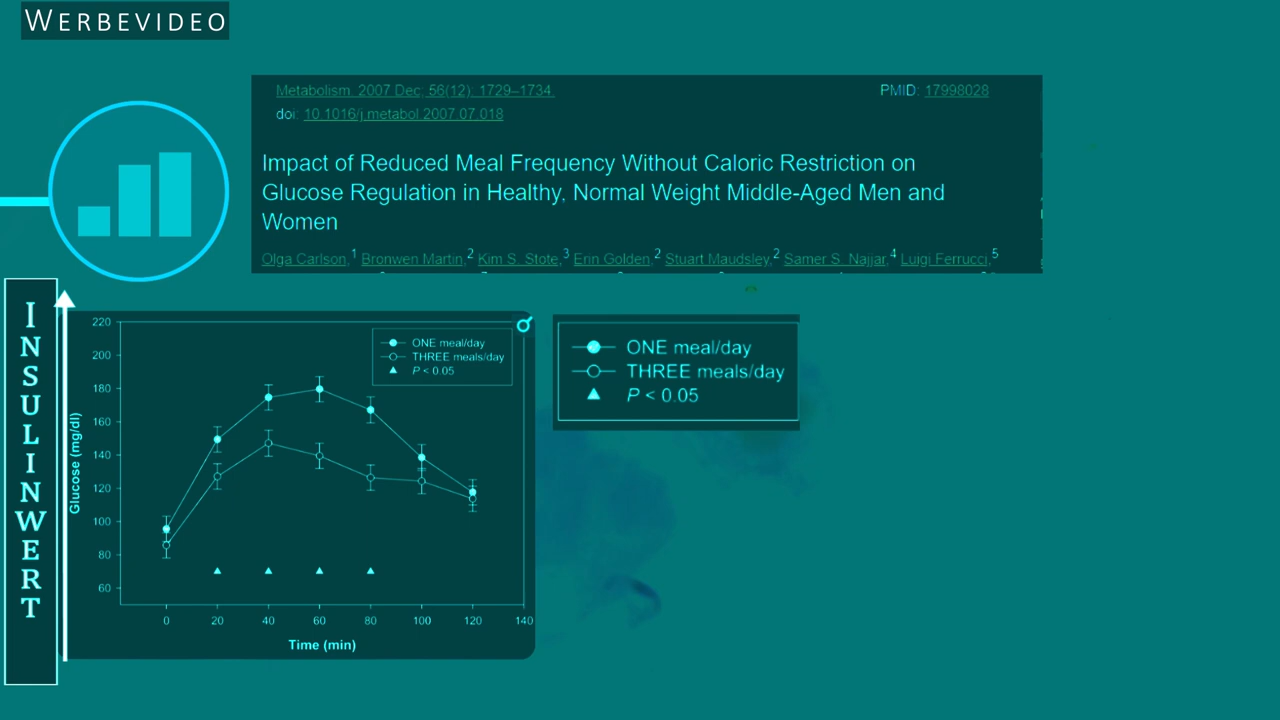 WERBEVIDEO
Metabolism. 2007 Dec; 56(12): 1729–1734.
PMID: 17998028
doi: 10.1016/j.metabol.2007.07.018
Impact of Reduced Meal Frequency Without Caloric Restriction on
Glucose Regulation in Healthy, Normal Weight Middle-Aged Men and
Women
Olga Carlson,1 Bronwen Martin,2 Kim S. Stote,3 Erin Golden,2 Stuart Maudsley,2 Samer S. Najjar,4 Luigi Ferrucci,5
INSULINWERT
Glucose (mg/dl)
220
200
180
160
140
120
100
80
60
ONE meal/day
THREE meals/day
P < 0.05
0 20 40 60 80 100 120 140
Time (min)
ONE meal/day
THREE meals/day
P < 0.05